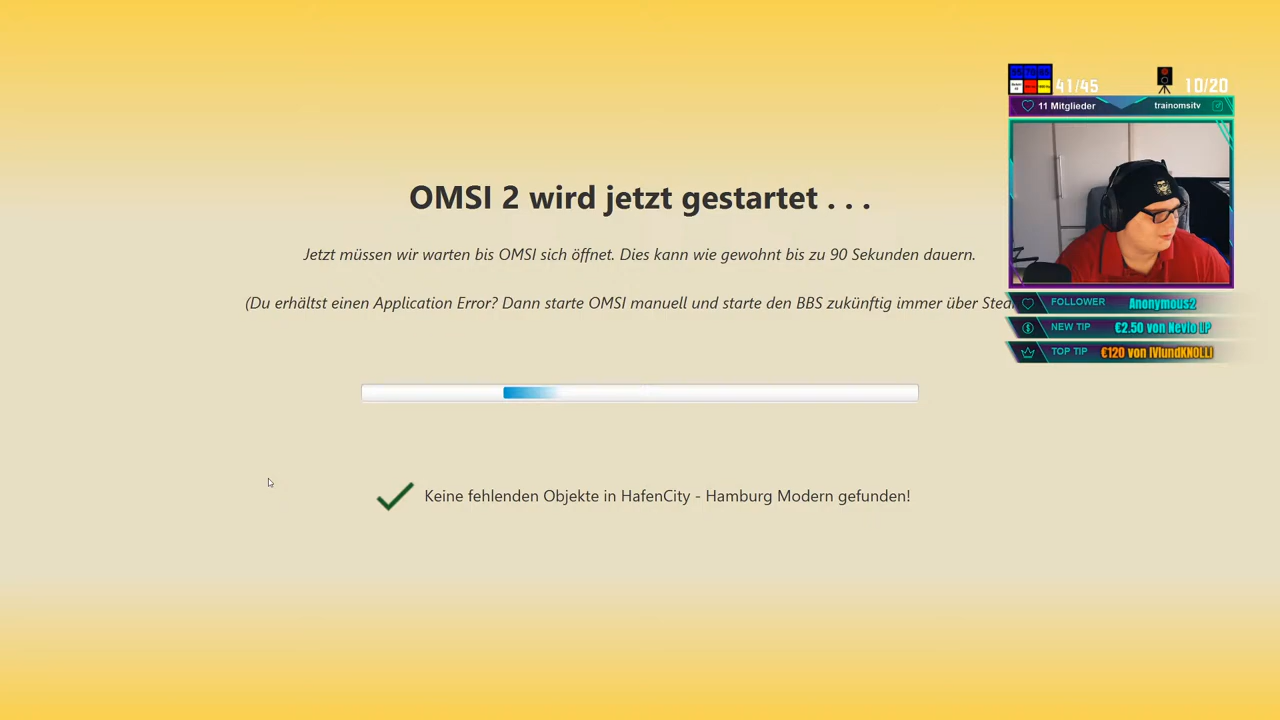 41/45
10/20
11 Mitglieder
trainomsitv
OMSI 2 wird jetzt gestartet . . .
Jetzt müssen wir warten bis OMSI sich öffnet. Dies kann wie gewohnt bis zu 90 Sekunden dauern.
(Du erhältst einen Application Error? Dann starte OMSI manuell und starte den BBS zukünftig immer über Stea
FOLLOWER
Anonymous2
NEW TIP
€2.50 von Nevio LP
TOP TIP
€120 von IVIundKNOLLI
Keine fehlenden Objekte in HafenCity - Hamburg Modern gefunden!